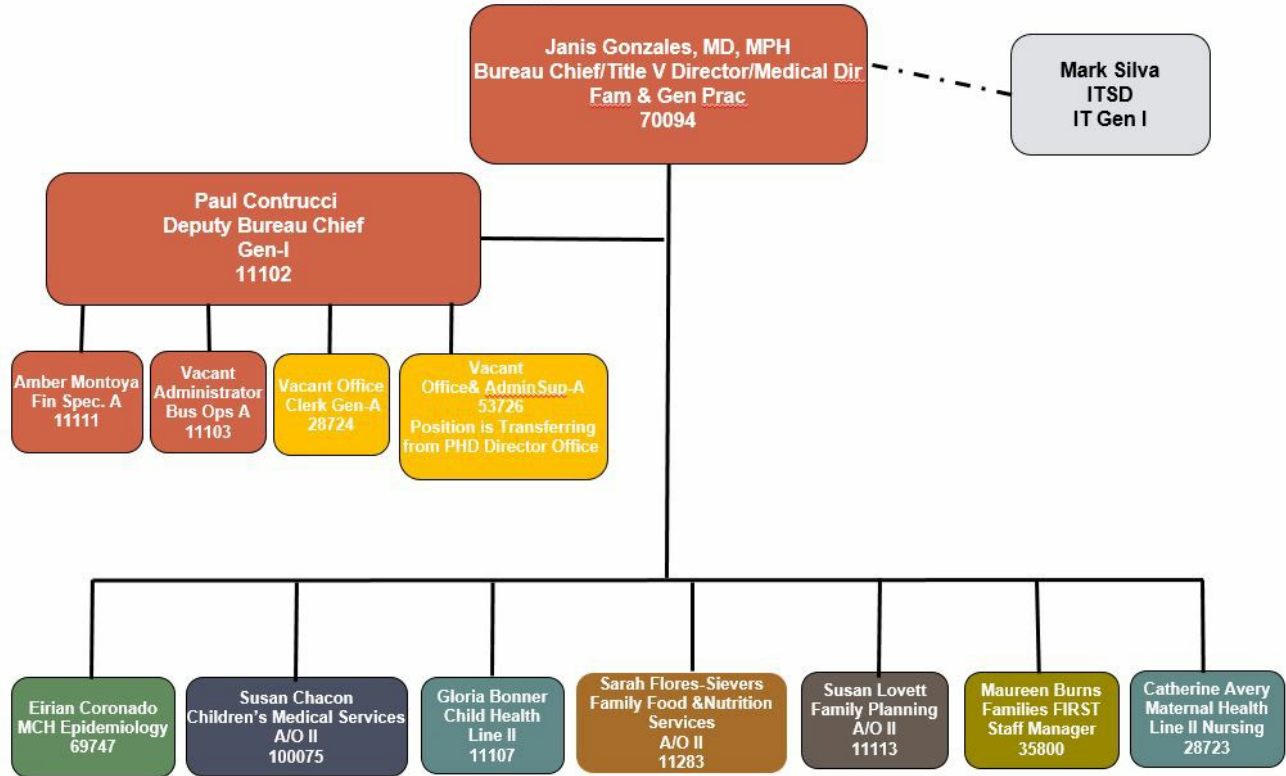 Janis Gonzales, MD, MPH
Bureau Chief/Title V Director/Medical Dir
Fam & Gen Prac
70094
Mark Silva
ITSD
IT Gen I
Paul Contrucci
Deputy Bureau Chief
Gen-I
11102
Amber Montoya
Fin Spec. A
11111
Vacant
Administrator
Bus Ops A
11103
Vacant Office
Clerk Gen-A
28724
Vacant
Office& AdminSup-A
53726
Position is Transferring
from PHD Director Office
Eirian Coronado
MCH Epidemiology
69747
Susan Chacon
Children’s Medical Services
A/O II
100075
Gloria Bonner
Child Health
Line II
11107
Sarah Flores-Sievers
Family Food &Nutrition
Services
A/O II
11283
Susan Lovett
Family Planning
A/O II
11113
Maureen Burns
Families FIRST
Staff Manager
35800
Catherine Avery
Maternal Health
Line II Nursing
28723